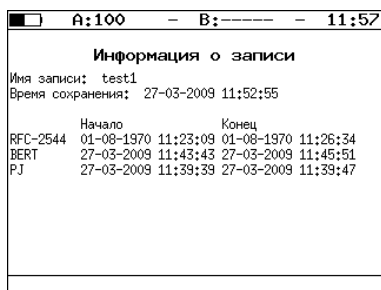 A:100 – B:----- – 11:57
Информация о записи
Имя записи: test1
Время сохранения: 27-03-2009 11:52:55
Начало Конец
RFC-2544 01-08-1970 11:23:09 01-08-1970 11:26:34
BERT 27-03-2009 11:43:43 27-03-2009 11:45:51
PJ 27-03-2009 11:39:39 27-03-2009 11:39:47